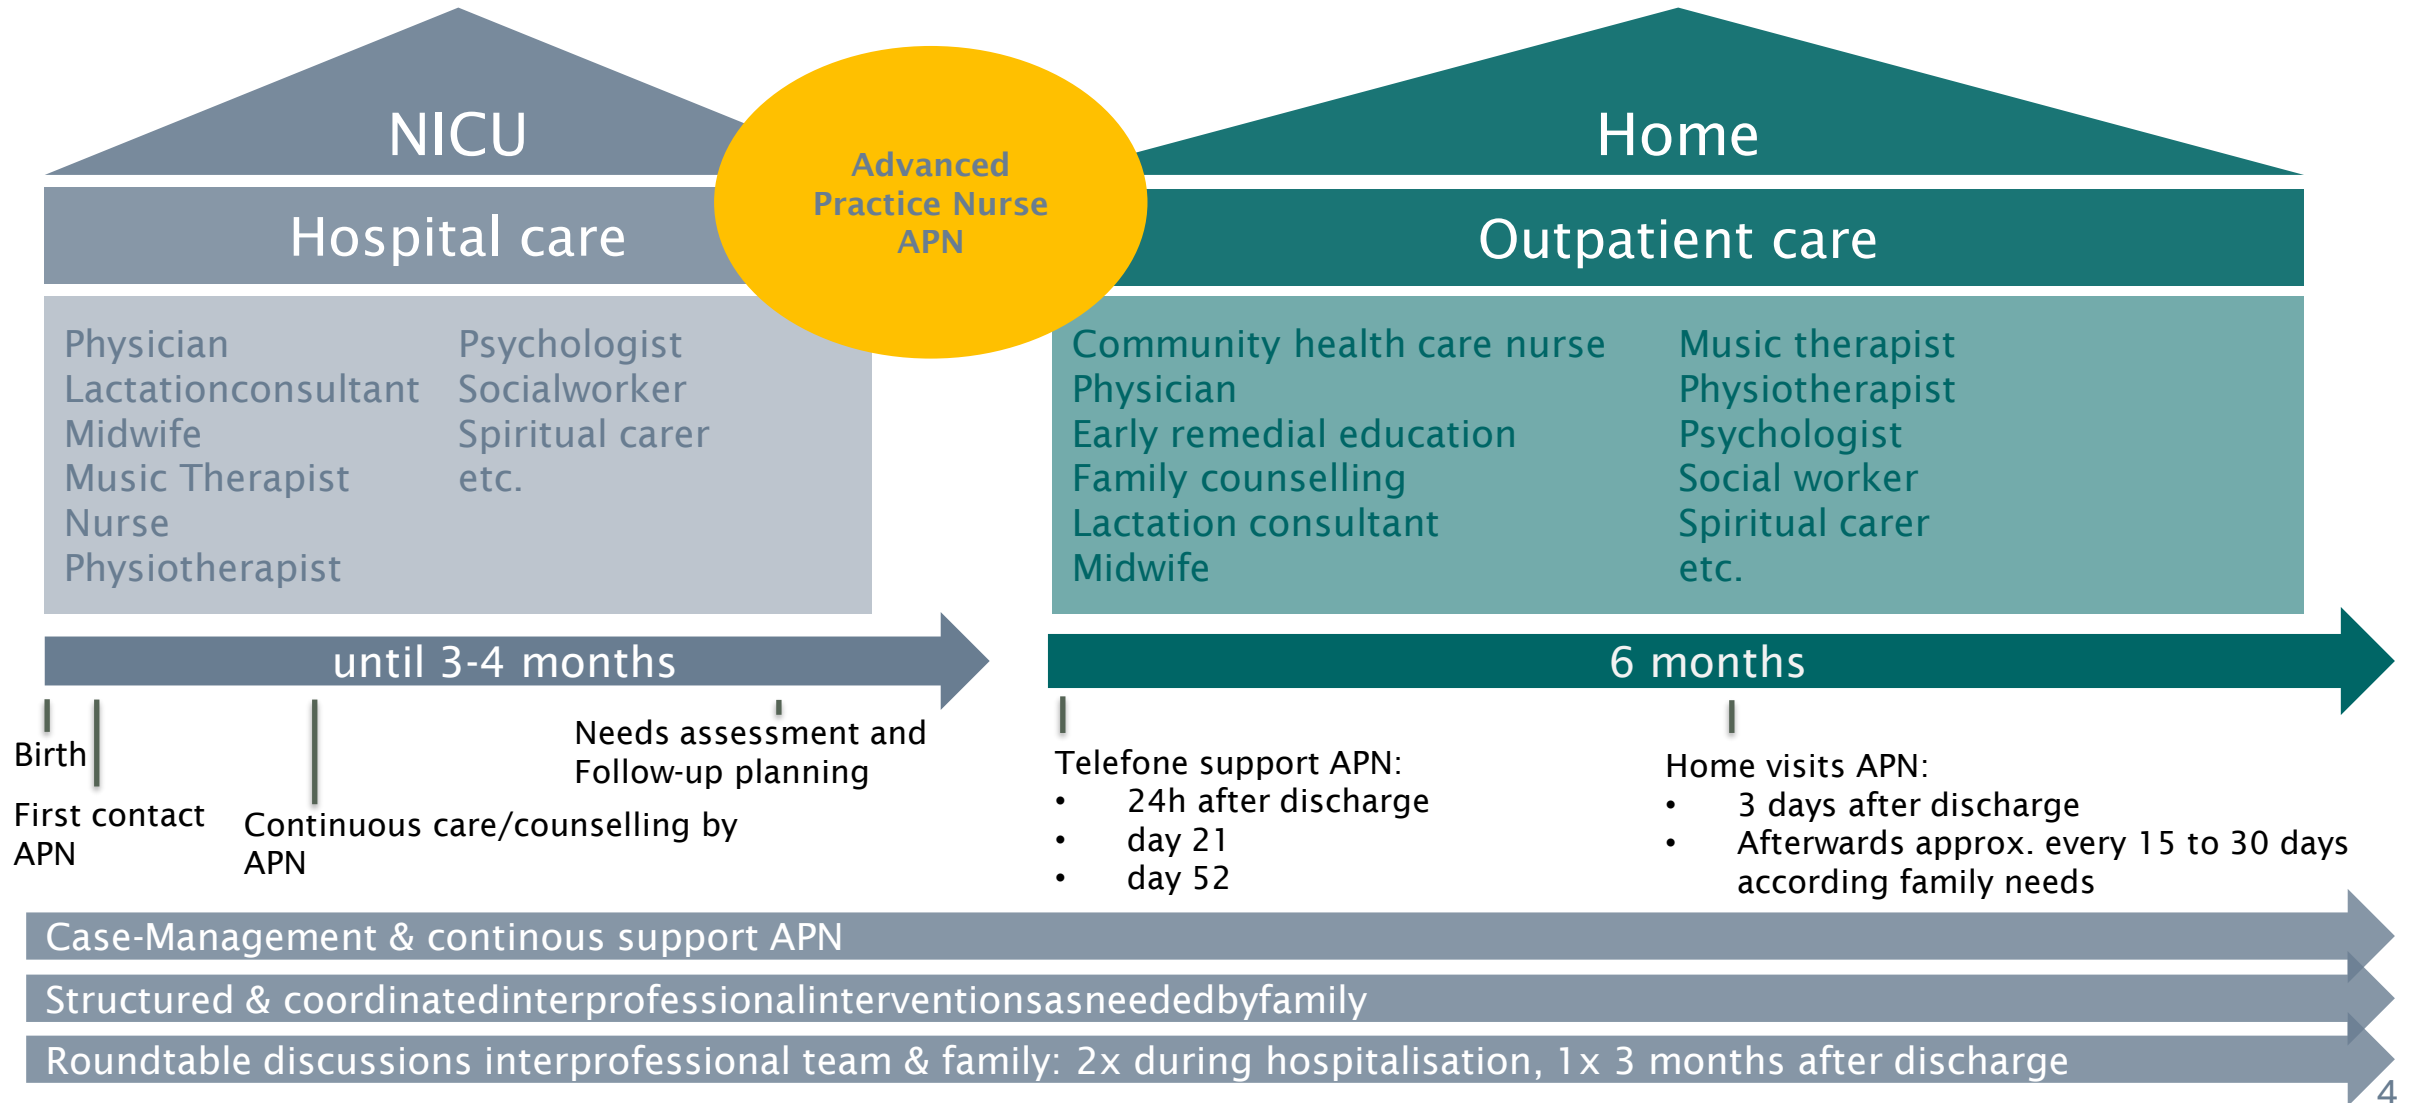 NICU
Hospital care
Physician
Lactationconsultant
Midwife
Music Therapist
Nurse
Physiotherapist
Psychologist
Socialworker
Spiritual carer
etc.
Advanced
Practice Nurse
APN
Home
Outpatient care
Community health care nurse
Physician
Early remedial education
Family counselling
Lactation consultant
Midwife
Music therapist
Physiotherapist
Psychologist
Social worker
Spiritual carer
etc.
until 3-4 months
6 months
Birth
First contact
APN
Continuous care/counselling by
APN
Needs assessment and
Follow-up planning
Telefone support APN:
• 24h after discharge
• day 21
• day 52
Home visits APN:
• 3 days after discharge
• Afterwards approx. every 15 to 30 days
according family needs
Case-Management & continous support APN
Structured & coordinatedinterprofessionalinterventionsasneededbyfamily
Roundtable discussions interprofessional team & family: 2x during hospitalisation, 1x 3 months after discharge
4